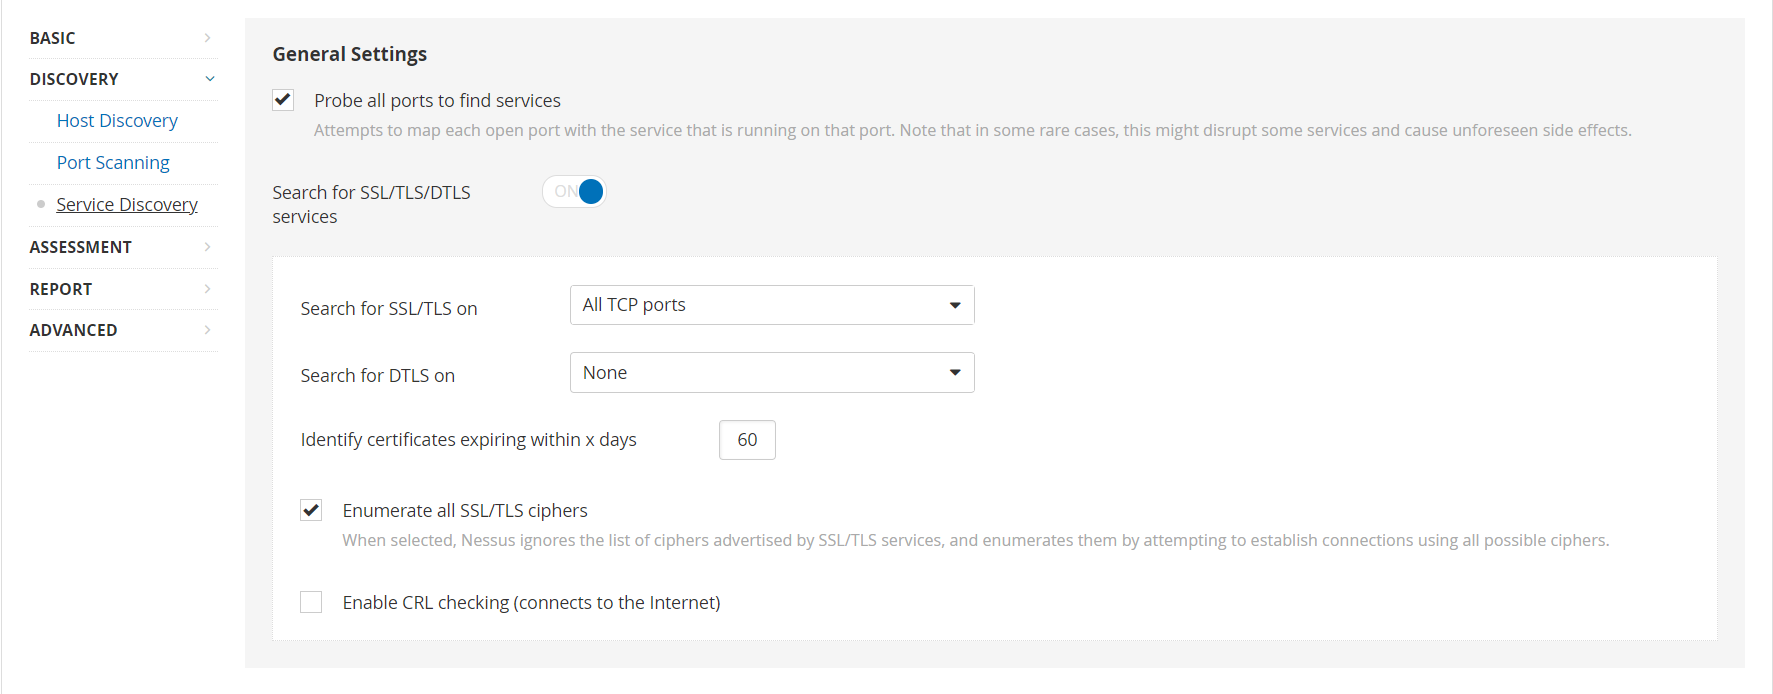 BASIC
DISCOVERY
Host Discovery
Port Scanning
Service Discovery
ASSESSMENT
REPORT
ADVANCED
General Settings
Probe all ports to find services
Attempts to map each open port with the service that is running on that port. Note that in some rare cases, this might disrupt some services and cause unforeseen side effects.
Search for SSL/TLS/DTLS
services
ON
Search for SSL/TLS on
All TCP ports
Search for DTLS on
None
Identify certificates expiring within x days
60
Enumerate all SSL/TLS ciphers
When selected, Nessus ignores the list of ciphers advertised by SSL/TLS services, and enumerates them by attempting to establish connections using all possible ciphers.
Enable CRL checking (connects to the Internet)